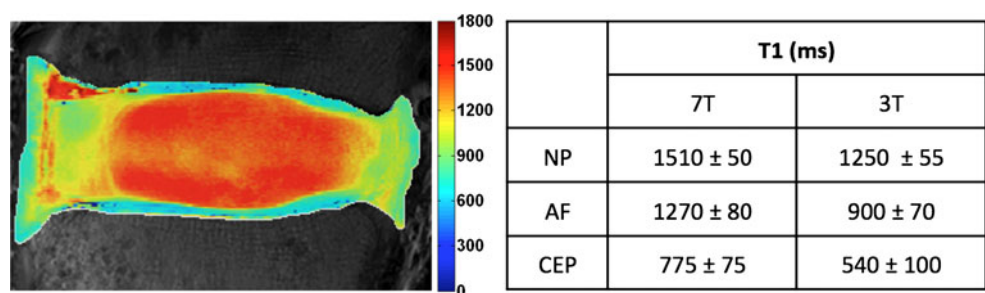 1800
1500
1200
900
600
300
0
T1 (ms)
7T 3T
NP 1510 ± 50 1250 ± 55
AF 1270 ± 80 900 ± 70
CEP 775 ± 75 540 ± 100